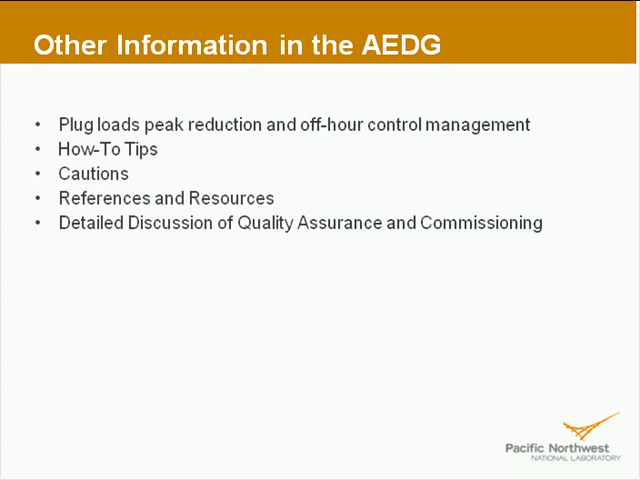 Other Information in the AEDG
• Plug loads peak reduction and off-hour control management
• How-To Tips
• Cautions
• References and Resources
• Detailed Discussion of Quality Assurance and Commissioning
Pacific Northwest
NATIONAL LABORATORY